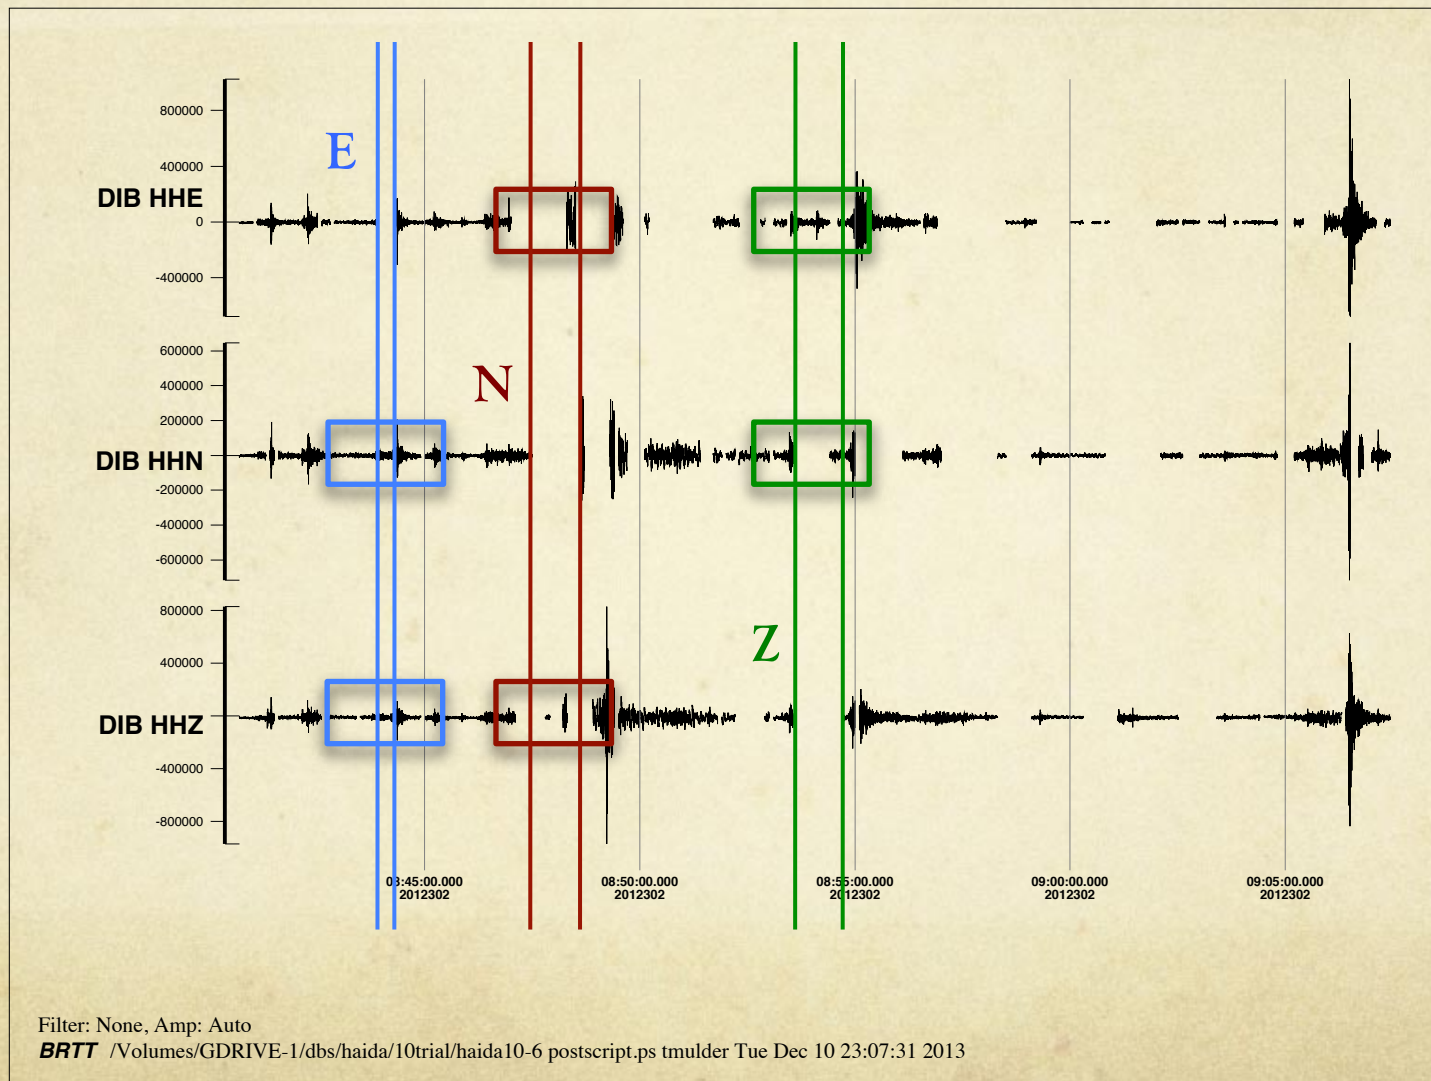 E
800000
400000
DIB HHE
0
-400000
N
600000
400000
200000
0
DIB HHN
-200000
-400000
-600000
Z
800000
400000
0
DIB HHZ
-400000
-800000
08:45:00.000 08:50:00.000 08:55:00.000 09:00:00.000 09:05:00.000
2012302 2012302 2012302 2012302 2012302
Filter: None, Amp: Auto
BRTT /Volumes/GDRIVE-1/dbs/haida/10trial/haida10-6 postscript.ps tmulder Tue Dec 10 23:07:31 2013